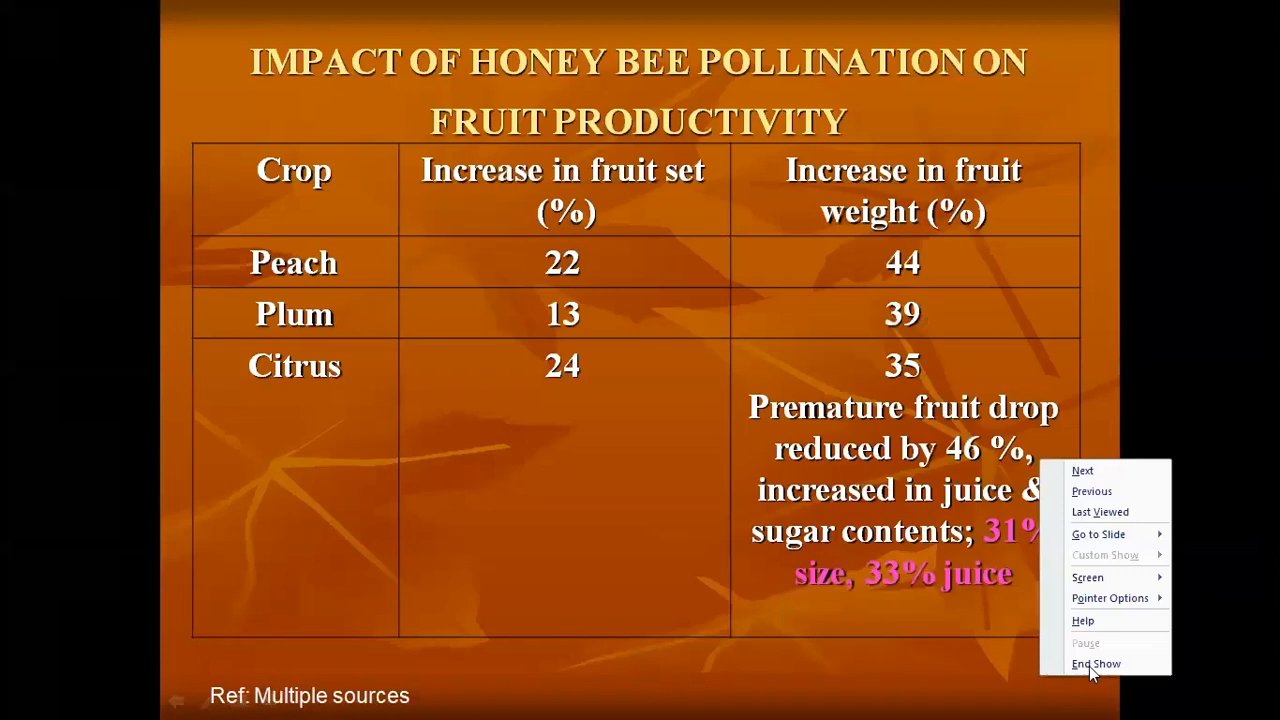 IMPACT OF HONEY BEE POLLINATION ON
FRUIT PRODUCTIVITY
Crop
Increase in fruit set
(%)
Increase in fruit
weight (%)
Peach
22
44
Plum
13
39
Citrus
24
35
Premature fruit drop
reduced by 46 %,
increased in juice &
sugar contents; 31%
size, 33% juice
Ref: Multiple sources
Next
Previous
Last Viewed
Go to Slide
Custom Show
Screen
Pointer Options
Help
Pause
End Show